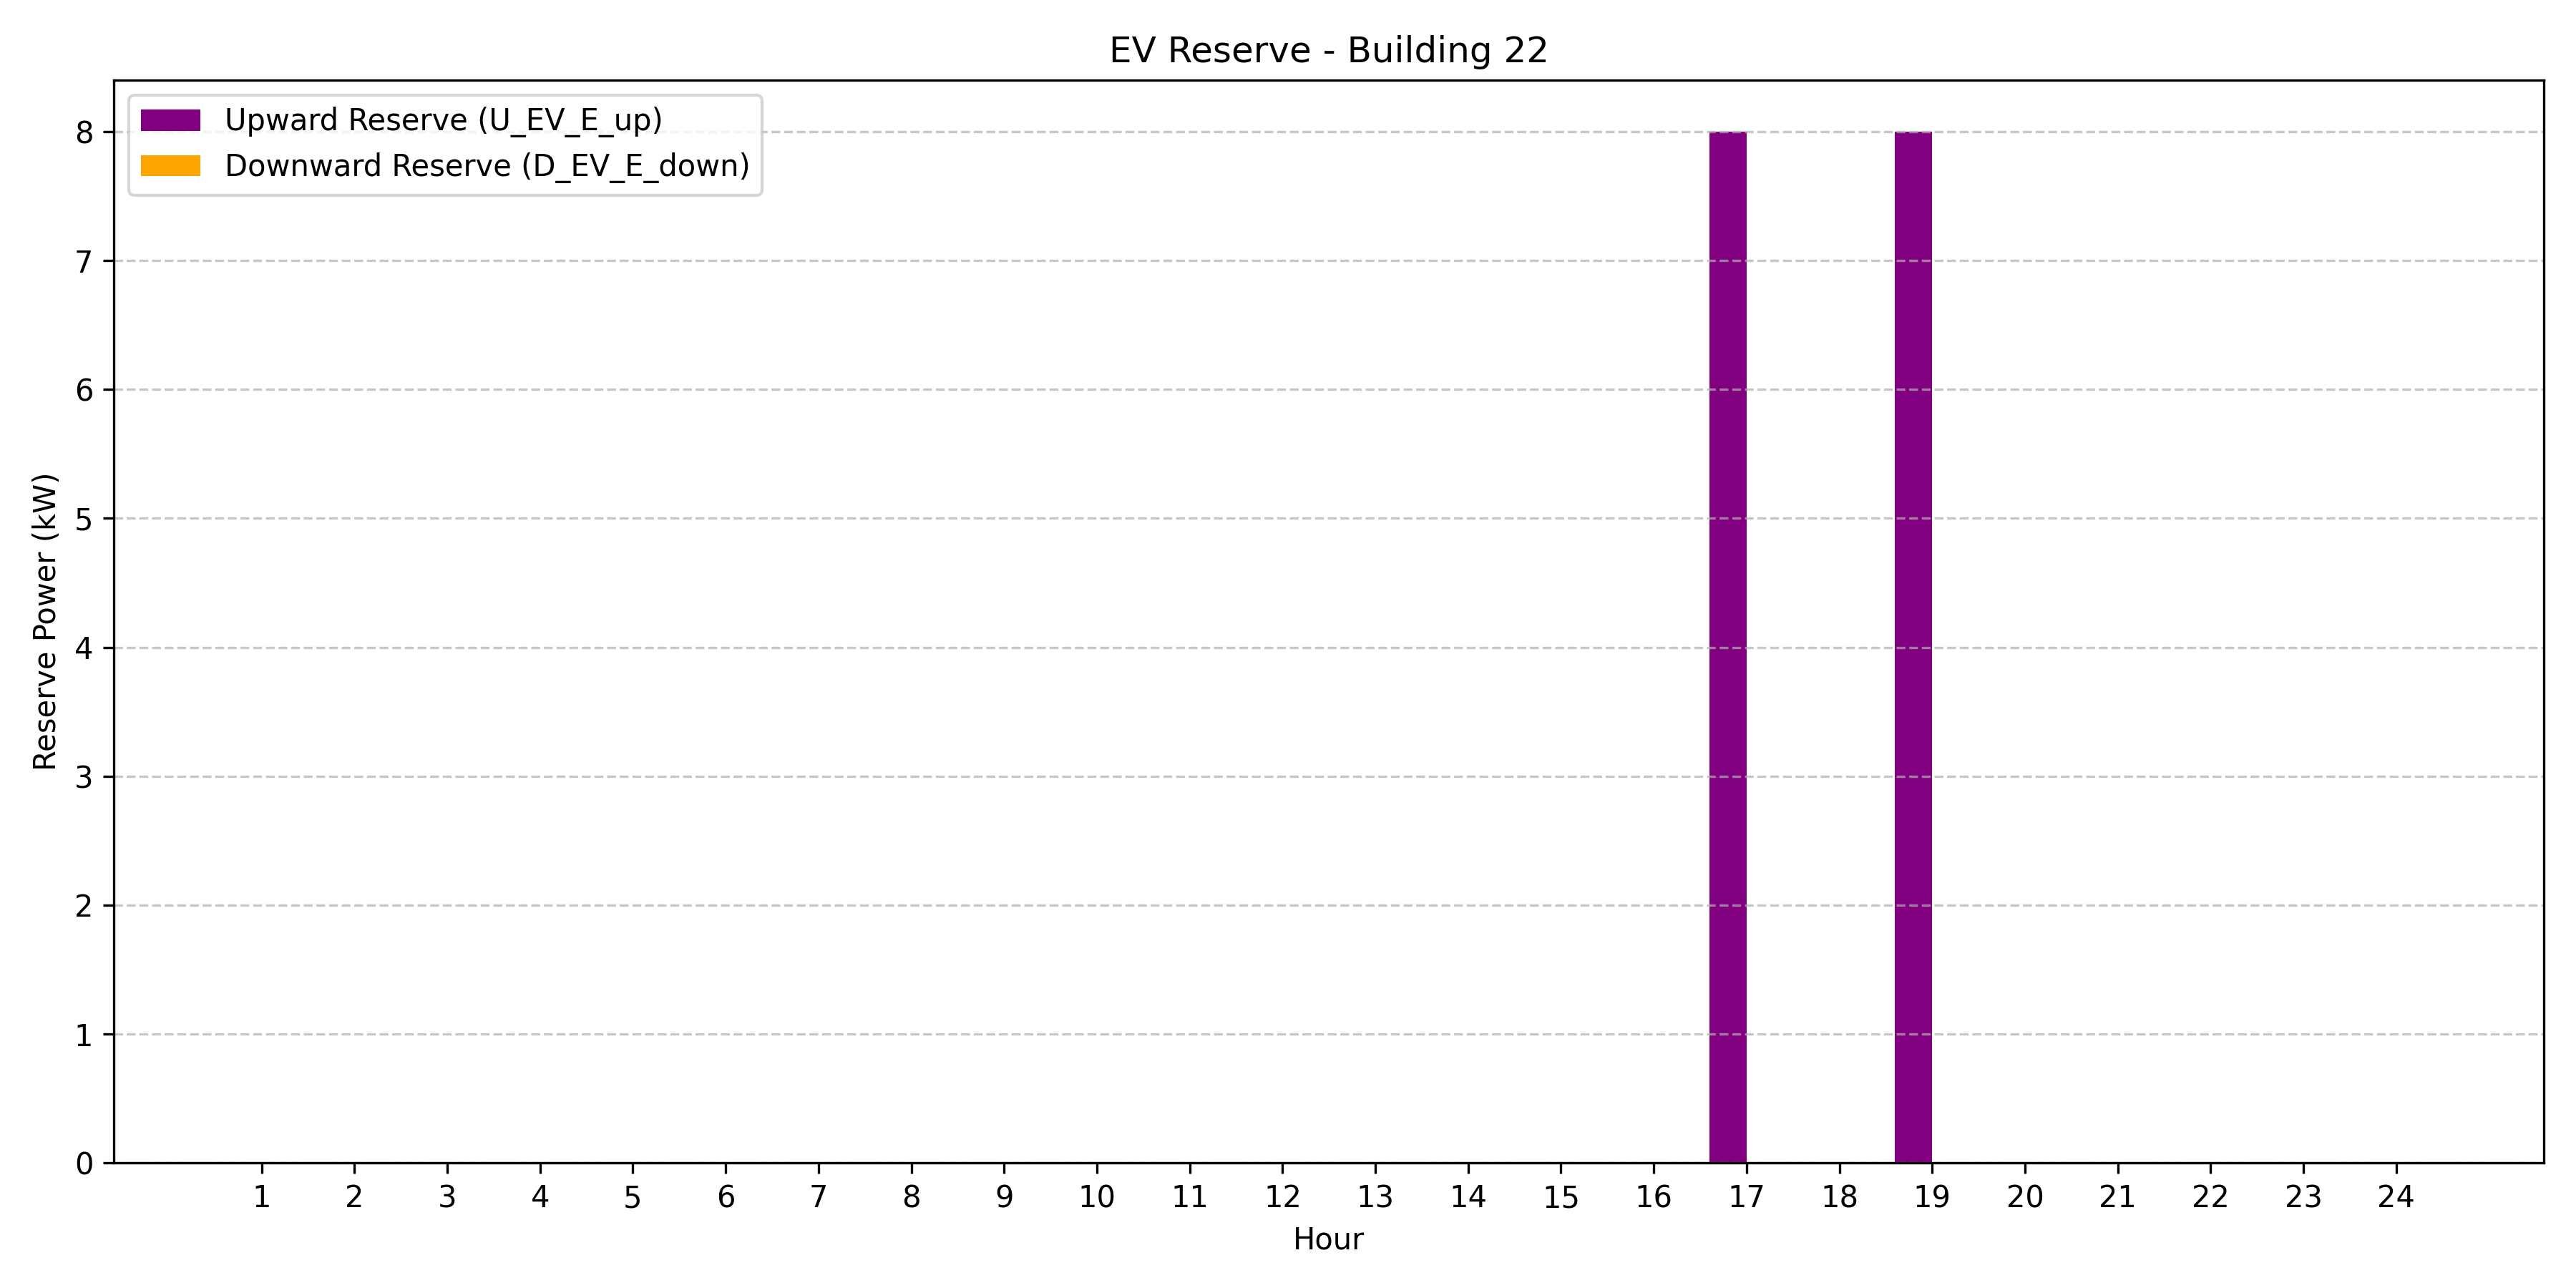 EV Reserve - Building 22
Upward Reserve (U_EV_E_up)
Downward Reserve (D_EV_E_down)
Reserve Power (kW)
8
7
6
5
4
3
2
1
0
1 2 3 4 5 6 7 8 9 10 11 12 13 14 15 16 17 18 19 20 21 22 23 24
Hour